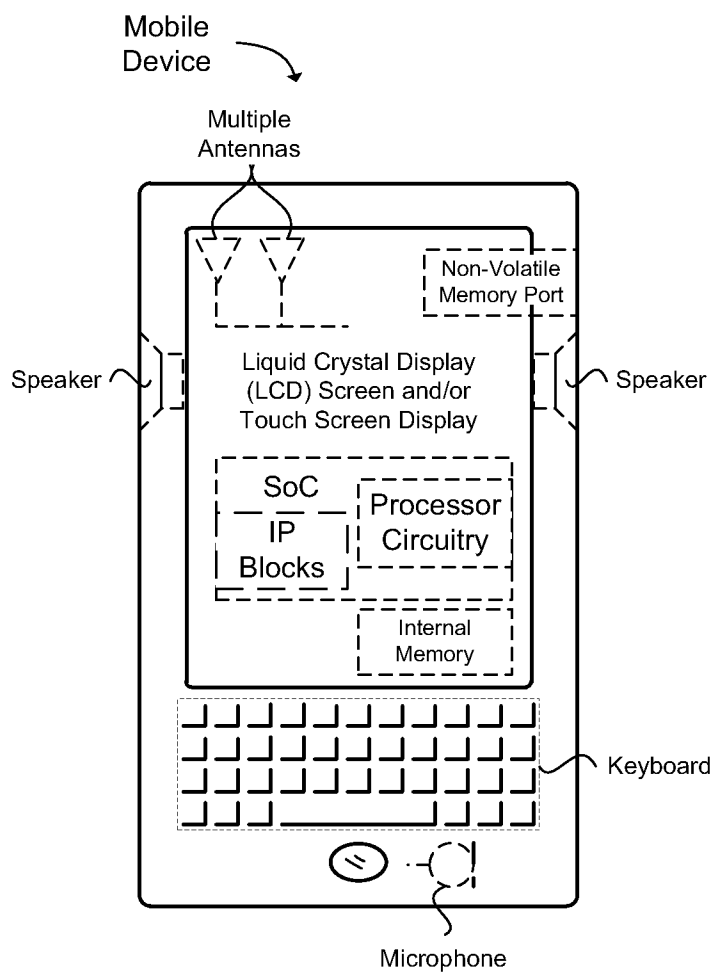 Mobile
Device
Multiple
Antennas
Non-Volatile
Memory Port
Speaker
Liquid Crystal Display
(LCD) Screen and/or
Touch Screen Display
Speaker
SoC
Processor
Circuitry
IP
Blocks
Internal
Memory
Keyboard
Microphone